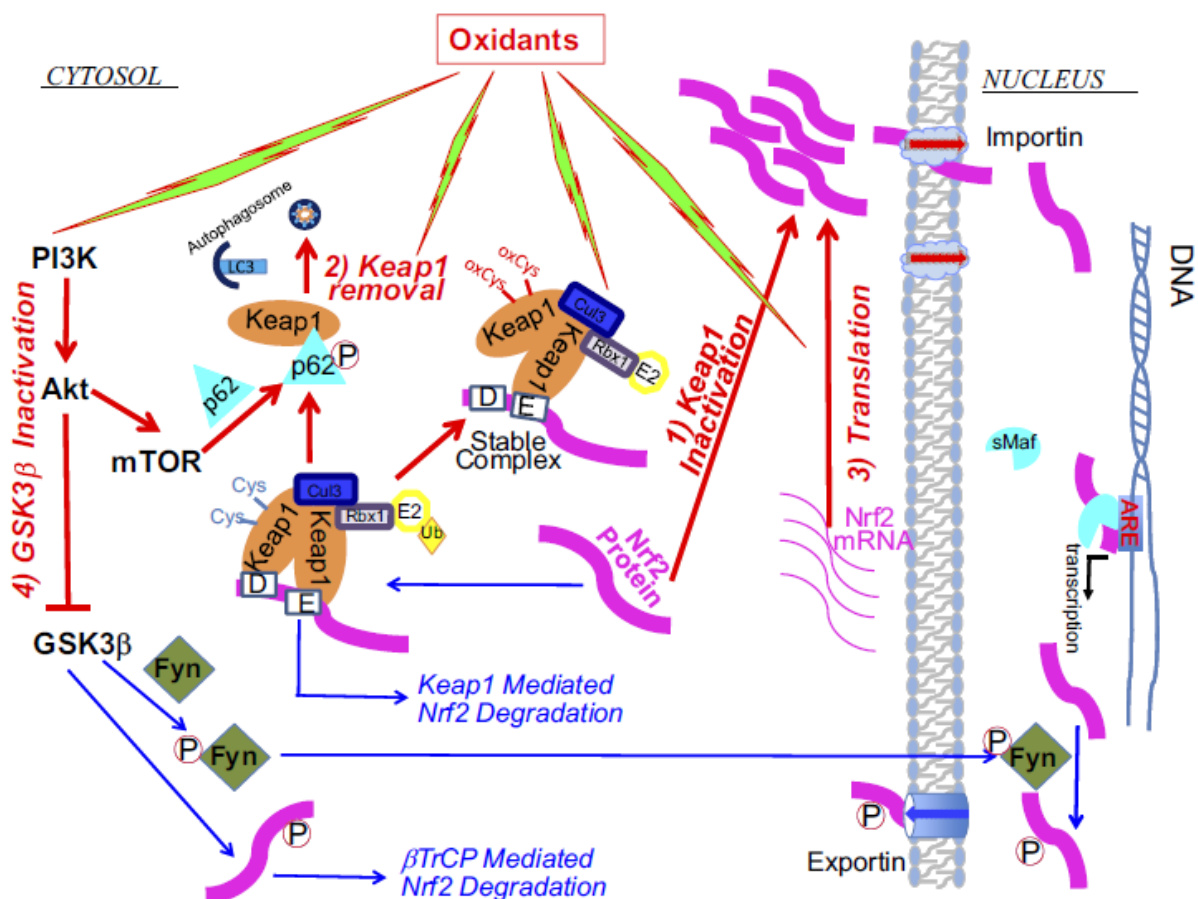 Oxidants
CYTOSOL
NUCLEUS
Importin
DNA
Autophagosome
LC3
PI3K
2) Keap1
removal
oxCys
oxCys
Keap1
Keap1
Cul3
Rbx1
E2
D
E
Stable
Complex
Keap1
p62
P
p62
Akt
mTOR
4) GSK3β Inactivation
1) Keap1
Inactivation
3) Translation
sMaf
ARE
transcription
Cys
Cys
Keap1
Keap1
Cul3
Rbx1
E2
Ub
D
E
Nrf2
Protein
Nrf2
mRNA
GSK3β
Fyn
Keap1 Mediated
Nrf2 Degradation
P
Fyn
P
Fyn
P
βTrCP Mediated
Nrf2 Degradation
P
Exportin
P